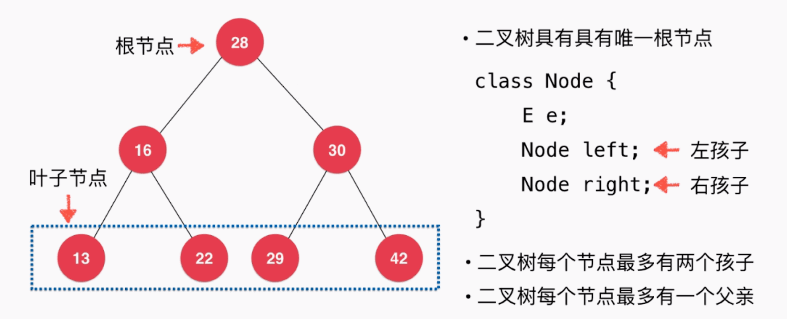 根节点
28
16
30
叶子节点
13
22
29
42
• 二叉树具有具有唯一根节点
class Node {
E e;
Node left; 左孩子
Node right; 右孩子
}
• 二叉树每个节点最多有两个孩子
• 二叉树每个节点最多有一个父亲